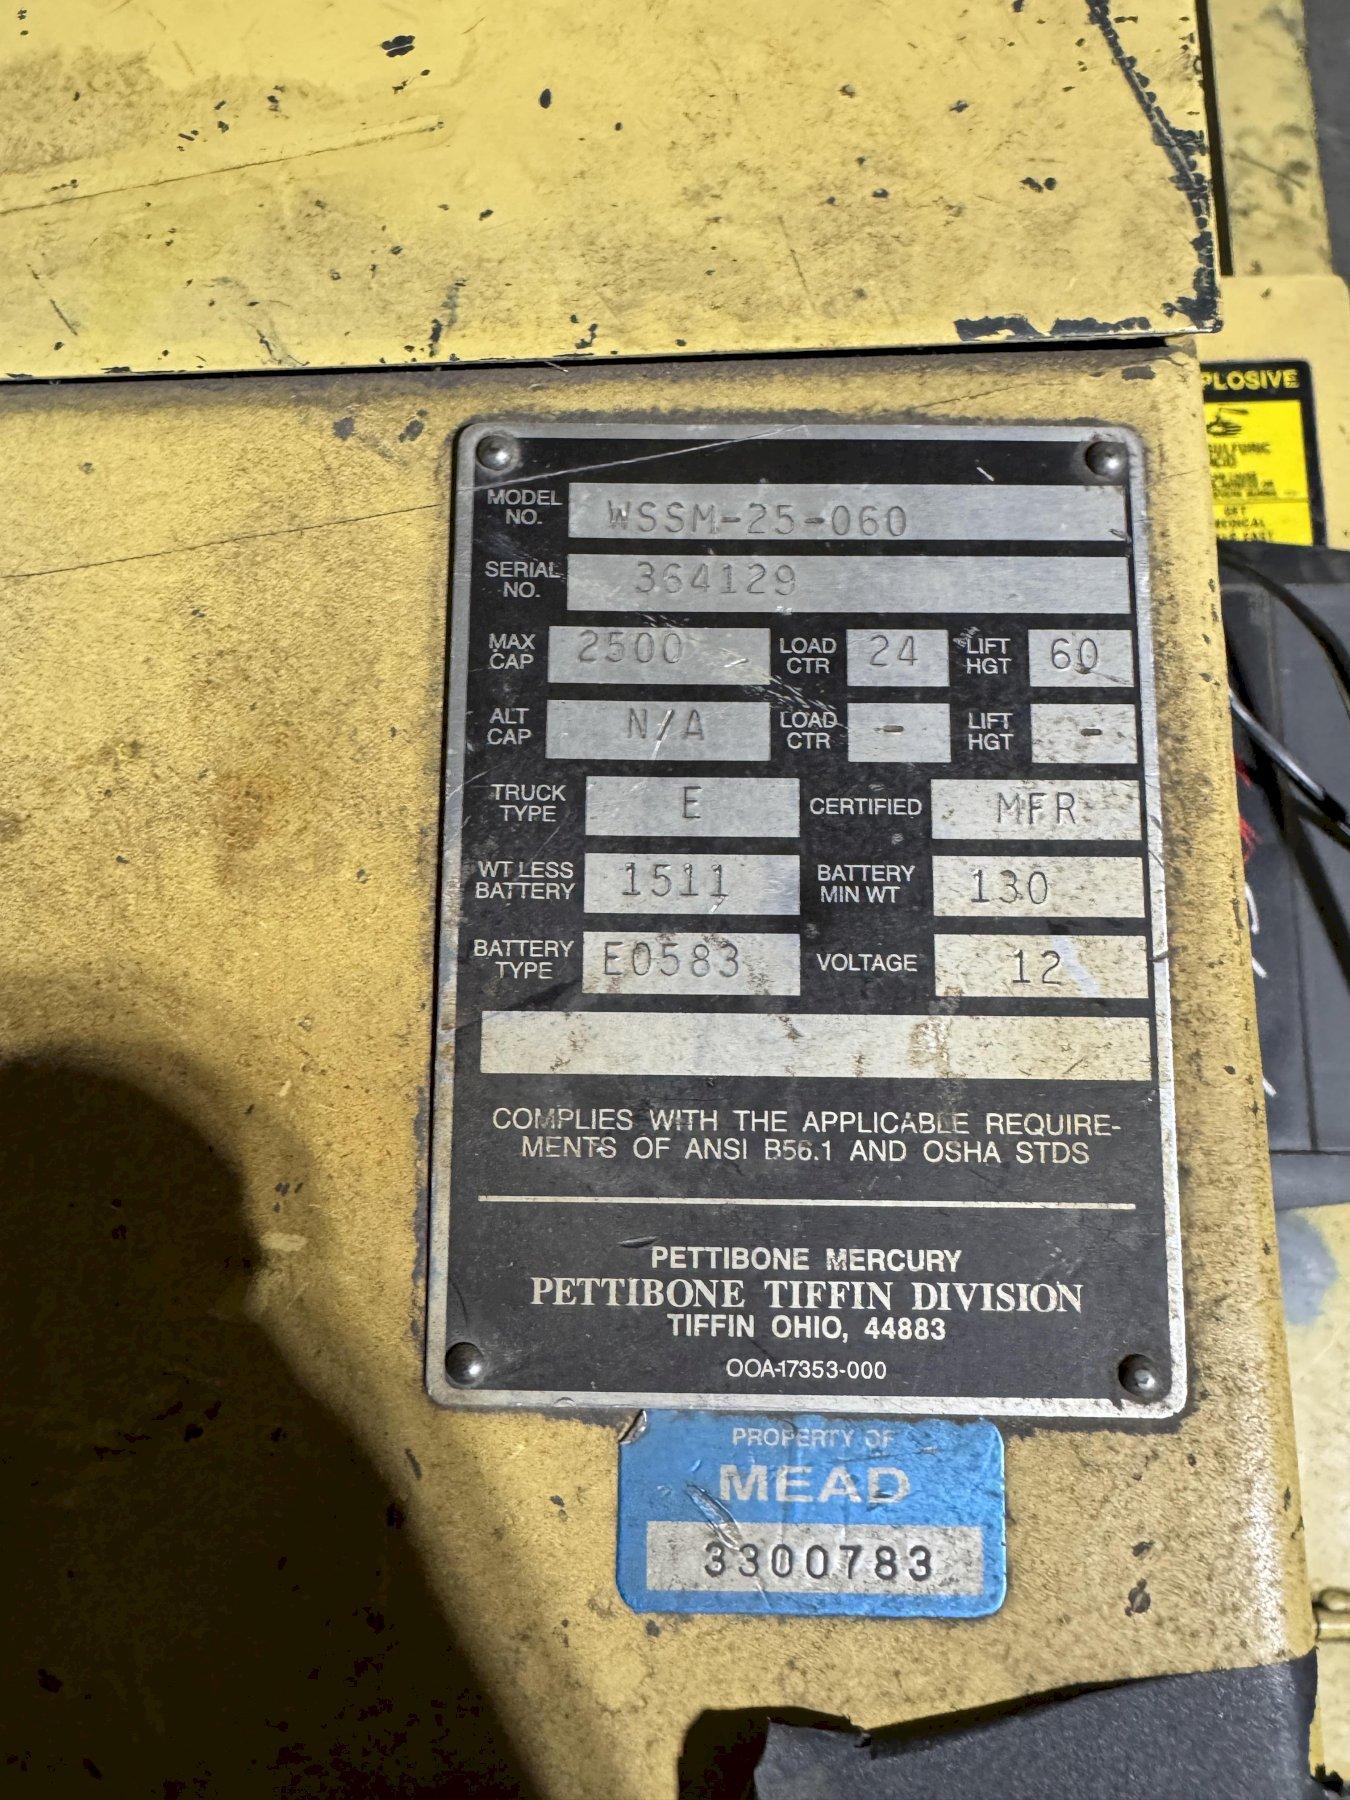 PLOSIVE
SULFURIC
ACID
MODEL NO. WSSM-25-060
SERIAL NO. 364129
MAX CAP 2500 LOAD CTR 24 LIFT HGT 60
ALT CAP N/A LOAD CTR - LIFT HGT -
TRUCK TYPE E CERTIFIED MFR
WT LESS BATTERY 1511 BATTERY MIN WT 130
BATTERY TYPE E0583 VOLTAGE 12
COMPLIES WITH THE APPLICABLE REQUIRE-
MENTS OF ANSI B56.1 AND OSHA STDS
PETTIBONE MERCURY
PETTIBONE TIFFIN DIVISION
TIFFIN OHIO, 44883
OOA-17353-000
PROPERTY OF
MEAD
3300783